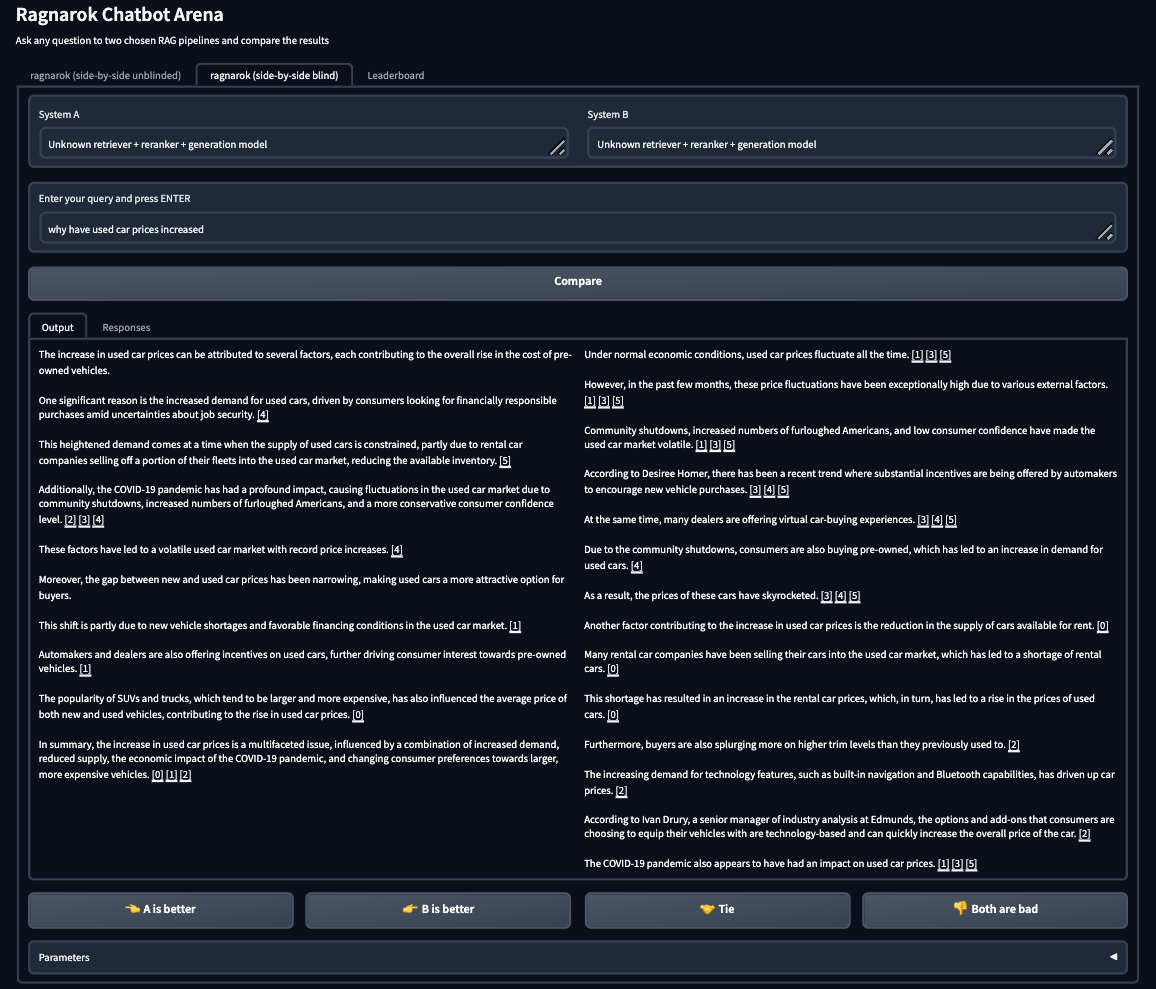 Ragnarok Chatbot Arena
Ask any question to two chosen RAG pipelines and compare the results
ragnarok (side-by-side unblinded)
ragnarok (side-by-side blind)
Leaderboard
System A
Unknown retriever + reranker + generation model
System B
Unknown retriever + reranker + generation model
Enter your query and press ENTER
why have used car prices increased
Compare
Output
Responses
The increase in used car prices can be attributed to several factors, each contributing to the overall rise in the cost of pre-
owned vehicles.
One significant reason is the increased demand for used cars, driven by consumers looking for financially responsible
purchases amid uncertainties about job security. [4]
This heightened demand comes at a time when the supply of used cars is constrained, partly due to rental car
companies selling off a portion of their fleets into the used car market, reducing the available inventory. [5]
Additionally, the COVID-19 pandemic has had a profound impact, causing fluctuations in the used car market due to
community shutdowns, increased numbers of furloughed Americans, and a more conservative consumer confidence
level. [2] [3] [4]
These factors have led to a volatile used car market with record price increases. [4]
Moreover, the gap between new and used car prices has been narrowing, making used cars a more attractive option for
buyers.
This shift is partly due to new vehicle shortages and favorable financing conditions in the used car market. [1]
Automakers and dealers are also offering incentives on used cars, further driving consumer interest towards pre-owned
vehicles. [1]
The popularity of SUVs and trucks, which tend to be larger and more expensive, has also influenced the average price of
both new and used vehicles, contributing to the rise in used car prices. [0]
In summary, the increase in used car prices is a multifaceted issue, influenced by a combination of increased demand,
reduced supply, the economic impact of the COVID-19 pandemic, and changing consumer preferences towards larger,
more expensive vehicles. [0] [1] [2]
Under normal economic conditions, used car prices fluctuate all the time. [1] [3] [5]
However, in the past few months, these price fluctuations have been exceptionally high due to various external factors.
[1] [3] [5]
Community shutdowns, increased numbers of furloughed Americans, and low consumer confidence have made the
used car market volatile. [1] [3] [5]
According to Desiree Homer, there has been a recent trend where substantial incentives are being offered by automakers
to encourage new vehicle purchases. [3] [4] [5]
At the same time, many dealers are offering virtual car-buying experiences. [3] [4] [5]
Due to the community shutdowns, consumers are also buying pre-owned, which has led to an increase in demand for
used cars. [4]
As a result, the prices of these cars have skyrocketed. [3] [4] [5]
Another factor contributing to the increase in used car prices is the reduction in the supply of cars available for rent. [0]
Many rental car companies have been selling their cars into the used car market, which has led to a shortage of rental
cars. [0]
This shortage has resulted in an increase in the rental car prices, which, in turn, has led to a rise in the prices of used
cars. [0]
Furthermore, buyers are also splurging more on higher trim levels than they previously used to. [2]
The increasing demand for technology features, such as built-in navigation and Bluetooth capabilities, has driven up car
prices. [2]
According to Ivan Drury, a senior manager of industry analysis at Edmunds, the options and add-ons that consumers are
choosing to equip their vehicles with are technology-based and can quickly increase the overall price of the car. [2]
The COVID-19 pandemic also appears to have had an impact on used car prices. [1] [3] [5]
👈 A is better
👉 B is better
🤝 Tie
👎 Both are bad
Parameters